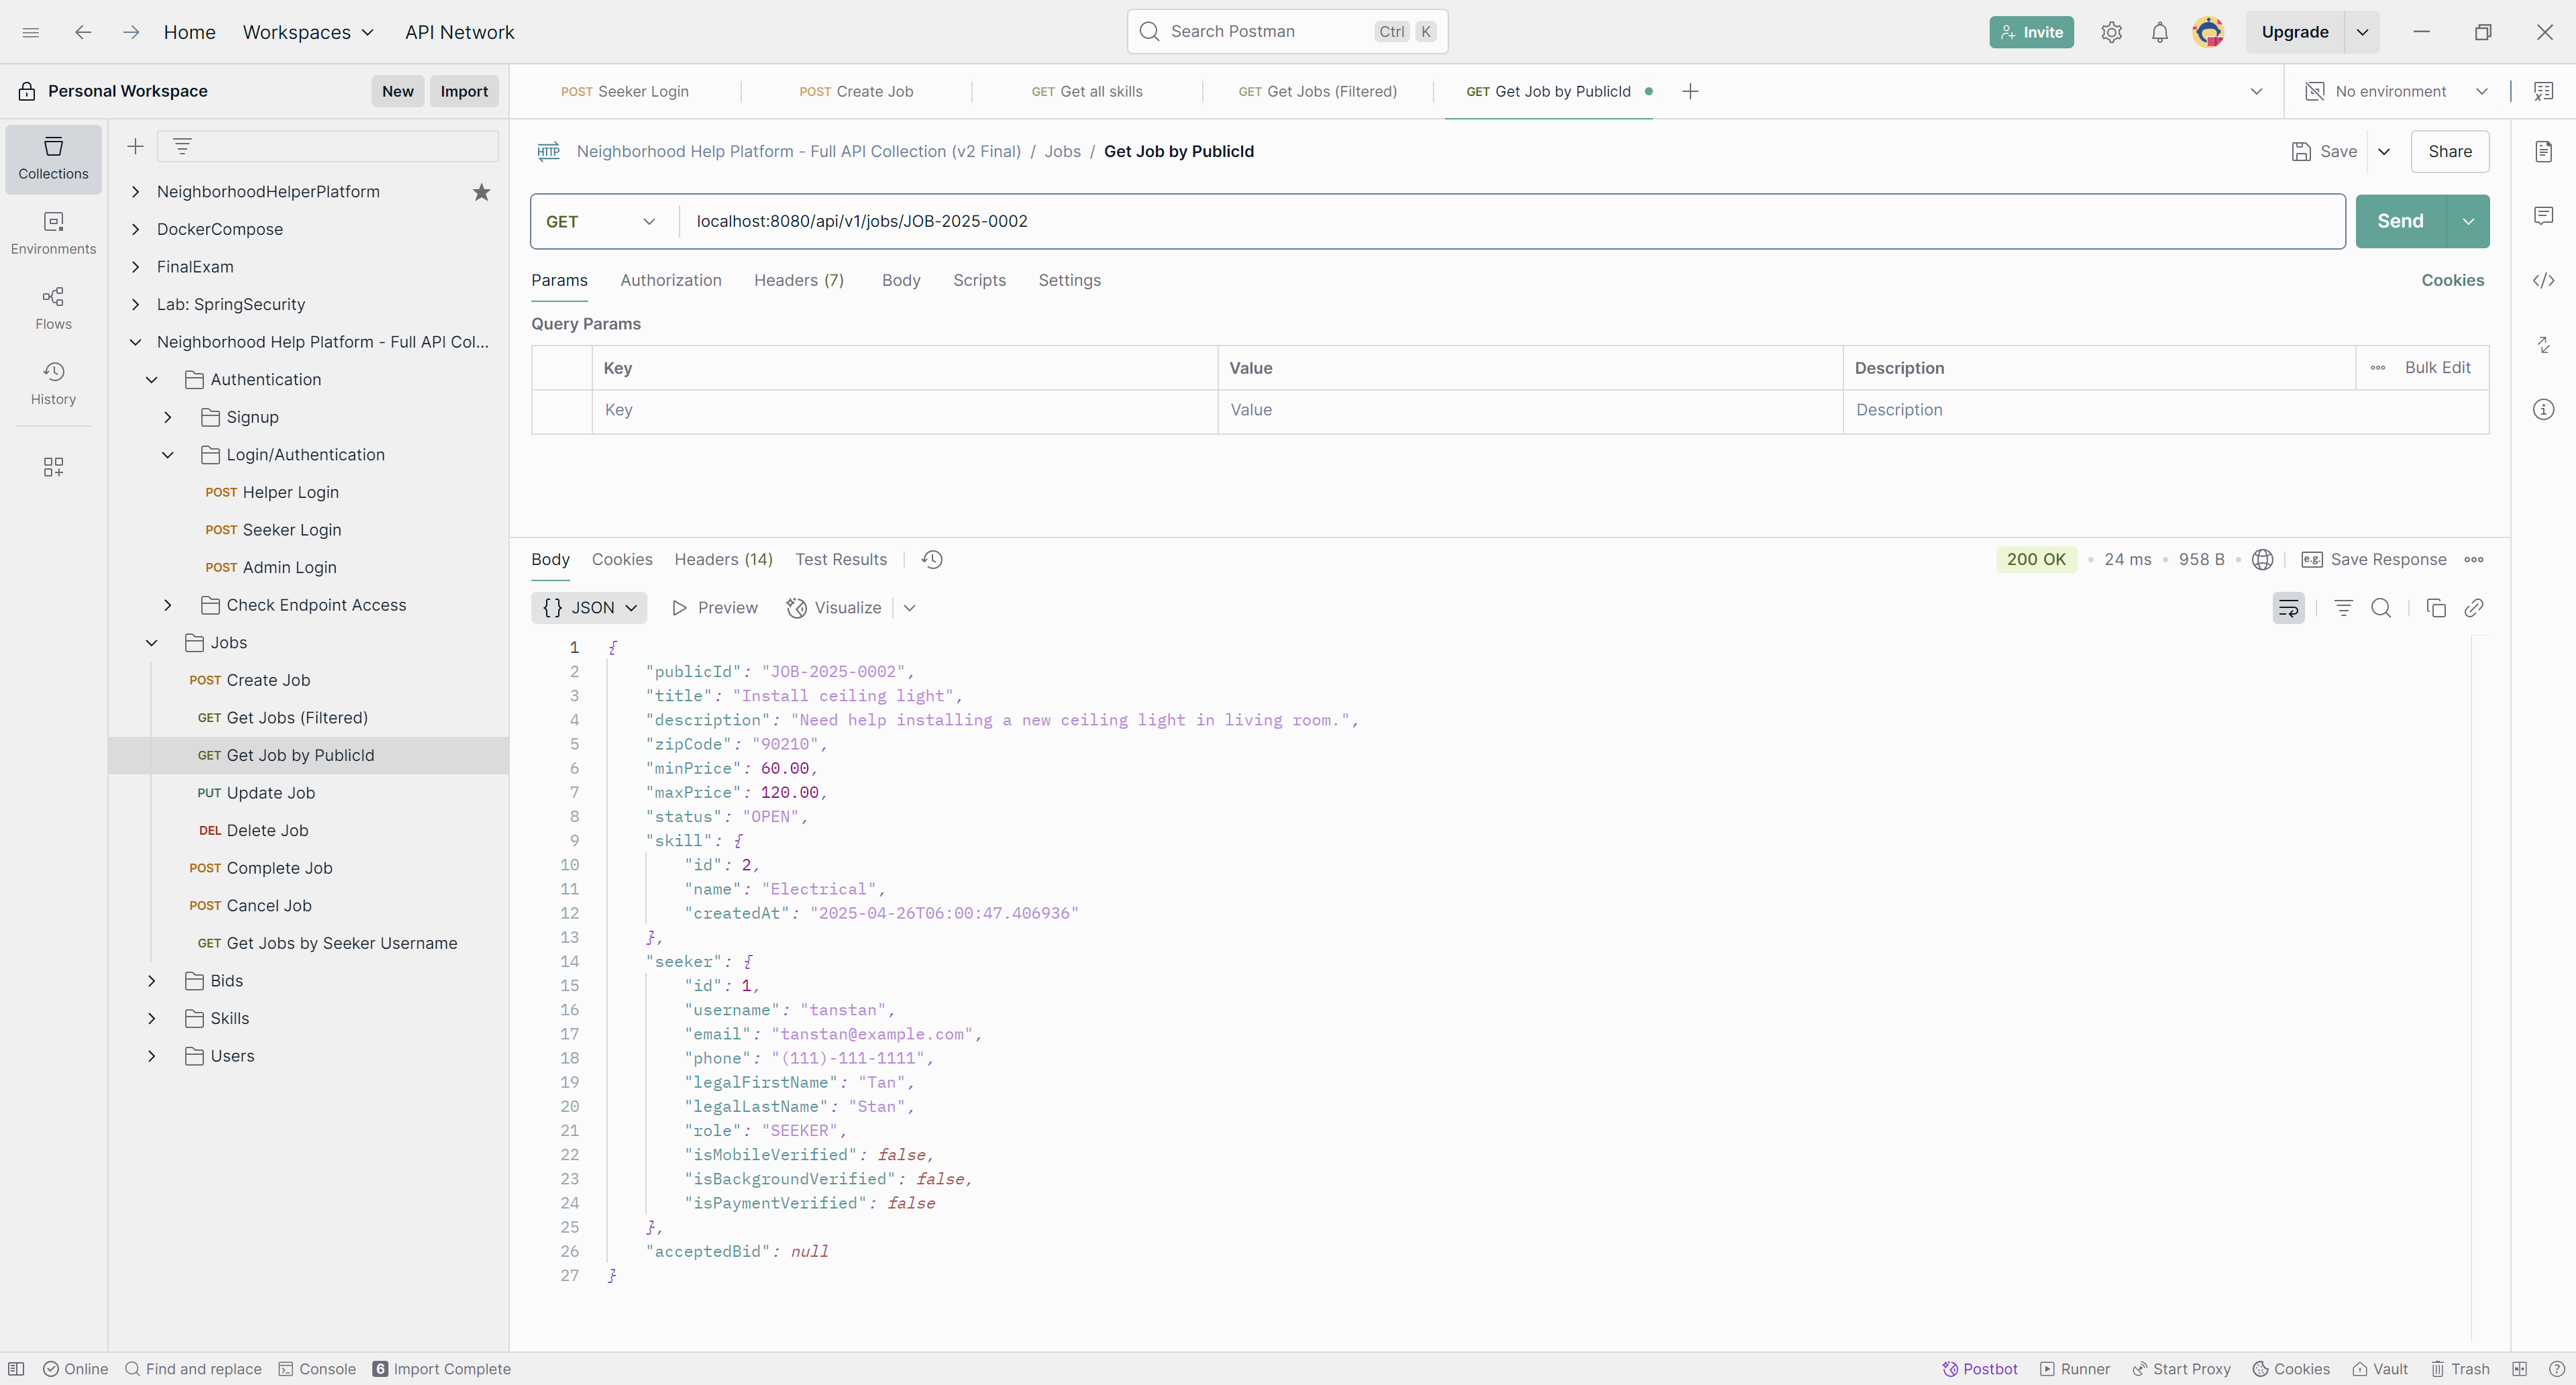 Home Workspaces API Network Search Postman Ctrl K Invite Upgrade
Personal Workspace New Import POST Seeker Login POST Create Job GET Get all skills GET Get Jobs (Filtered) GET Get Job by PublicId No environment
Collections
Environments
Flows
History
NeighborhoodHelperPlatform
DockerCompose
FinalExam
Lab: SpringSecurity
Neighborhood Help Platform - Full API Col...
Authentication
Signup
Login/Authentication
POST Helper Login
POST Seeker Login
POST Admin Login
Check Endpoint Access
Jobs
POST Create Job
GET Get Jobs (Filtered)
GET Get Job by PublicId
PUT Update Job
DEL Delete Job
POST Complete Job
POST Cancel Job
GET Get Jobs by Seeker Username
Bids
Skills
Users
HTTP Neighborhood Help Platform - Full API Collection (v2 Final) / Jobs / Get Job by PublicId Save Share
GET localhost:8080/api/v1/jobs/JOB-2025-0002 Send
Params Authorization Headers (7) Body Scripts Settings Cookies
Query Params
Key Value Description Bulk Edit
Key Value Description
Body Cookies Headers (14) Test Results 200 OK 24 ms 958 B e.g. Save Response
{ } JSON Preview Visualize
1 {
2 "publicId": "JOB-2025-0002",
3 "title": "Install ceiling light",
4 "description": "Need help installing a new ceiling light in living room.",
5 "zipCode": "90210",
6 "minPrice": 60.00,
7 "maxPrice": 120.00,
8 "status": "OPEN",
9 "skill": {
10 "id": 2,
11 "name": "Electrical",
12 "createdAt": "2025-04-26T06:00:47.406936"
13 },
14 "seeker": {
15 "id": 1,
16 "username": "tanstan",
17 "email": "tanstan@example.com",
18 "phone": "(111)-111-1111",
19 "legalFirstName": "Tan",
20 "legalLastName": "Stan",
21 "role": "SEEKER",
22 "isMobileVerified": false,
23 "isBackgroundVerified": false,
24 "isPaymentVerified": false
25 },
26 "acceptedBid": null
27 }
Online Find and replace Console 6 Import Complete Postbot Runner Start Proxy Cookies Vault Trash